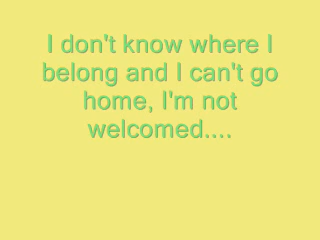 I don't know where I
belong and I can't go
home, I'm not
welcomed....